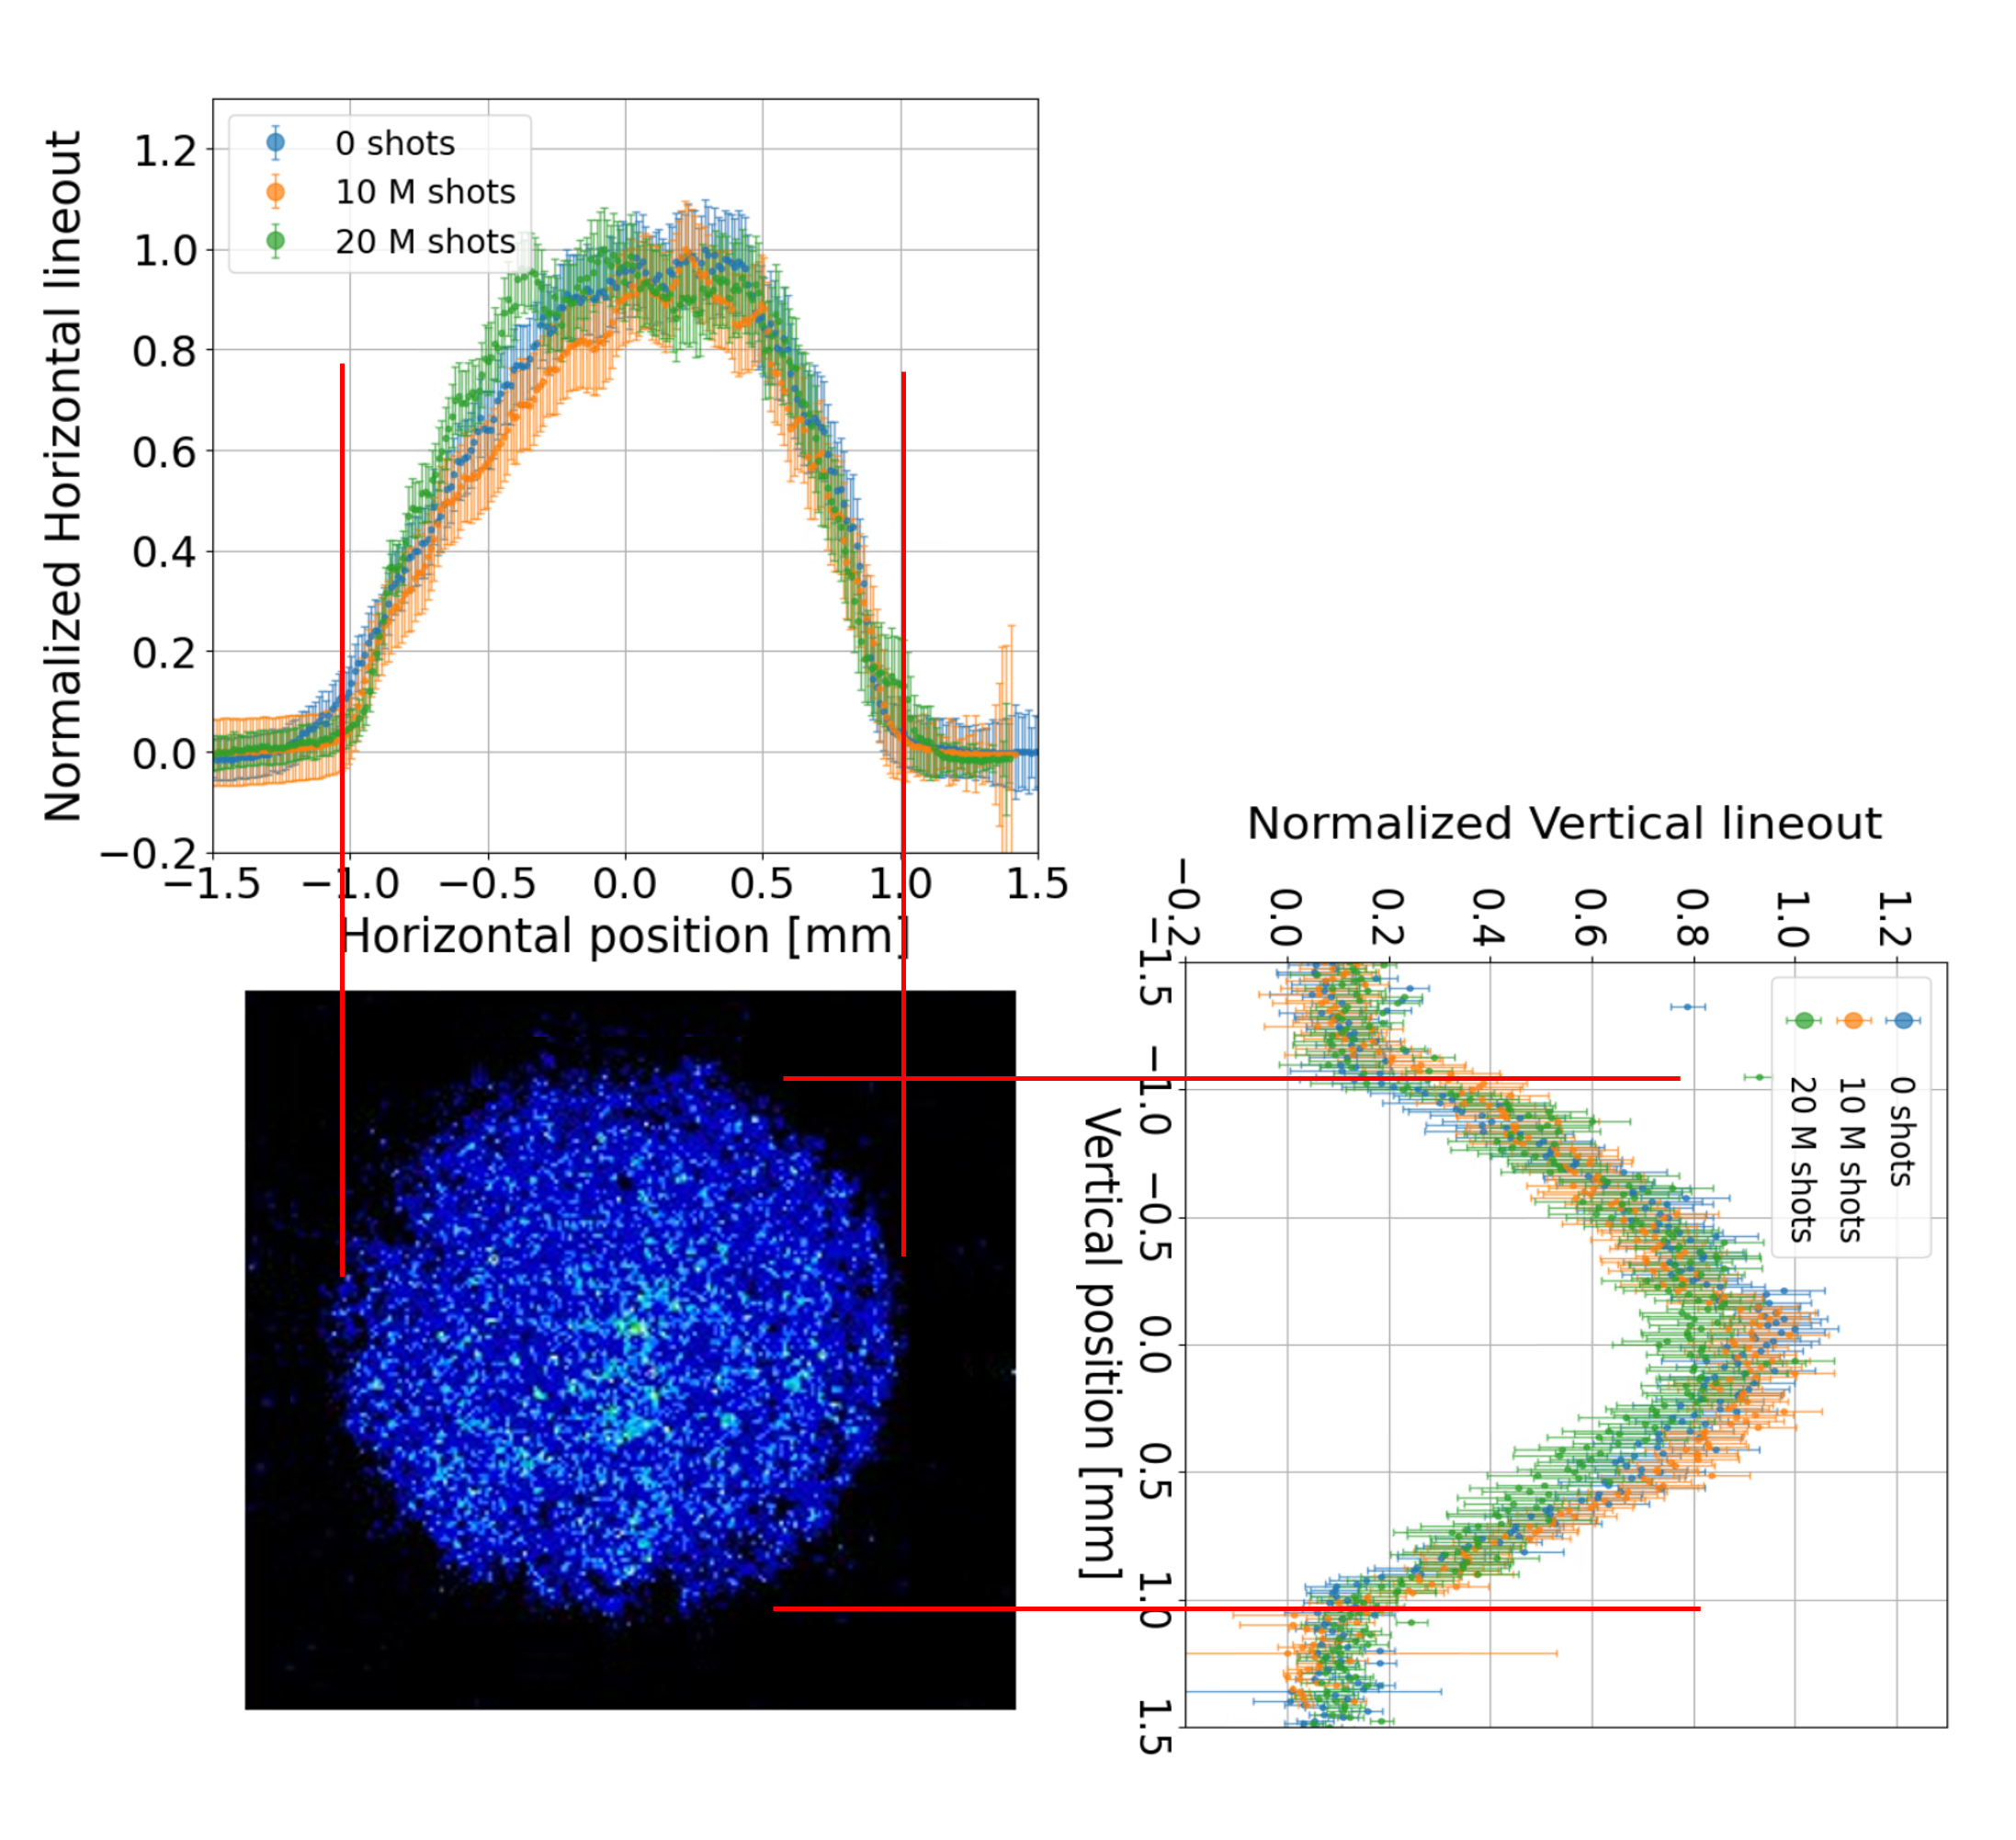 Normalized Horizontal lineout
1.2
1.0
0.8
0.6
0.4
0.2
0.0
−0.2
0 shots
10 M shots
20 M shots
−1.5 −1.0 −0.5 0.0 0.5 1.0 1.5
Horizontal position [mm]
Normalized Vertical lineout
−0.2 0.0 0.2 0.4 0.6 0.8 1.0 1.2
0 shots
10 M shots
20 M shots
−1.5
−1.0
−0.5
0.0
0.5
1.0
1.5
Vertical position [mm]